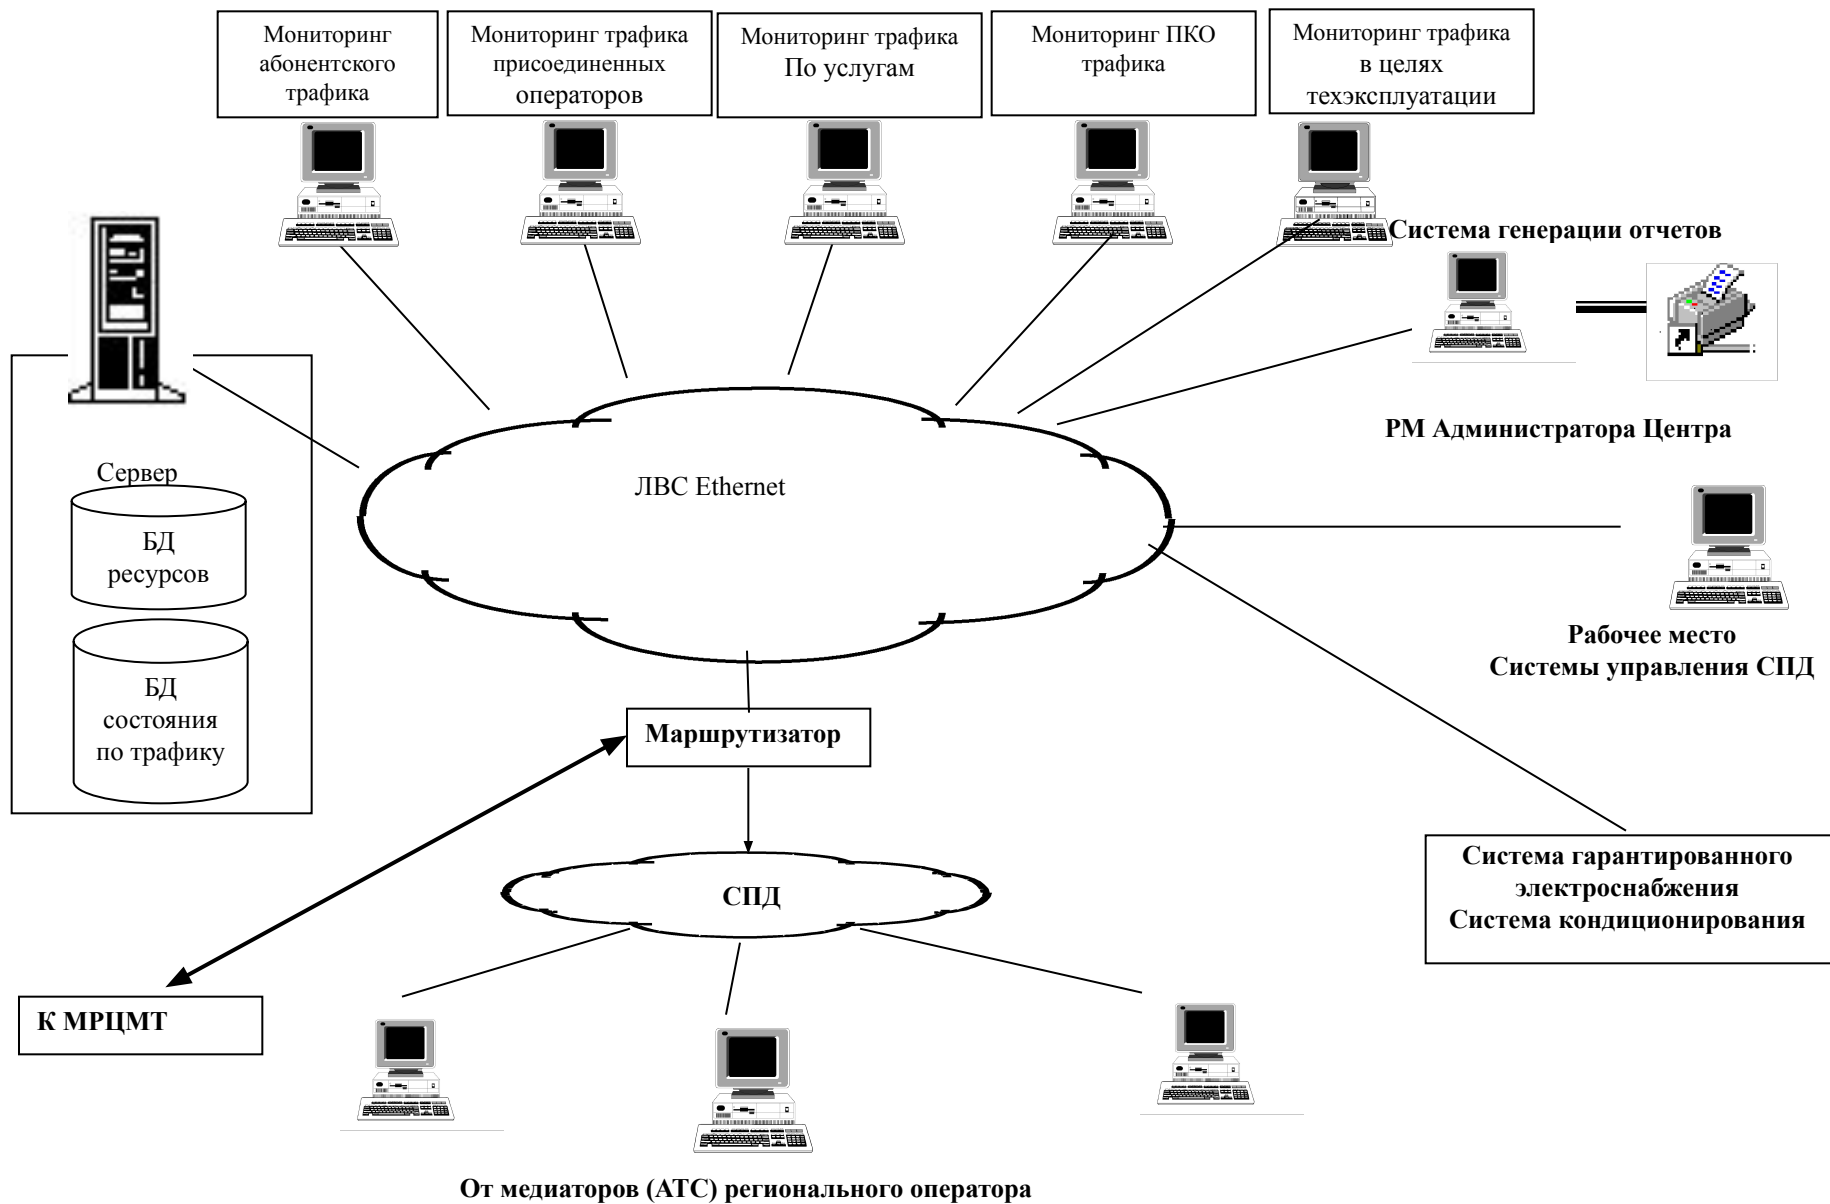 Мониторинг
абонентского
трафика
Мониторинг трафика
присоединенных
операторов
Мониторинг трафика
По услугам
Мониторинг ПКО
трафика
Мониторинг трафика
в целях
техэксплуатации
Система генерации отчетов
РМ Администратора Центра
Сервер
БД
ресурсов
БД
состояния
по трафику
ЛВС Ethernet
Рабочее место
Системы управления СПД
Маршрутизатор
Система гарантированного
электроснабжения
Система кондиционирования
СПД
К МРЦМТ
От медиаторов (АТС) регионального оператора